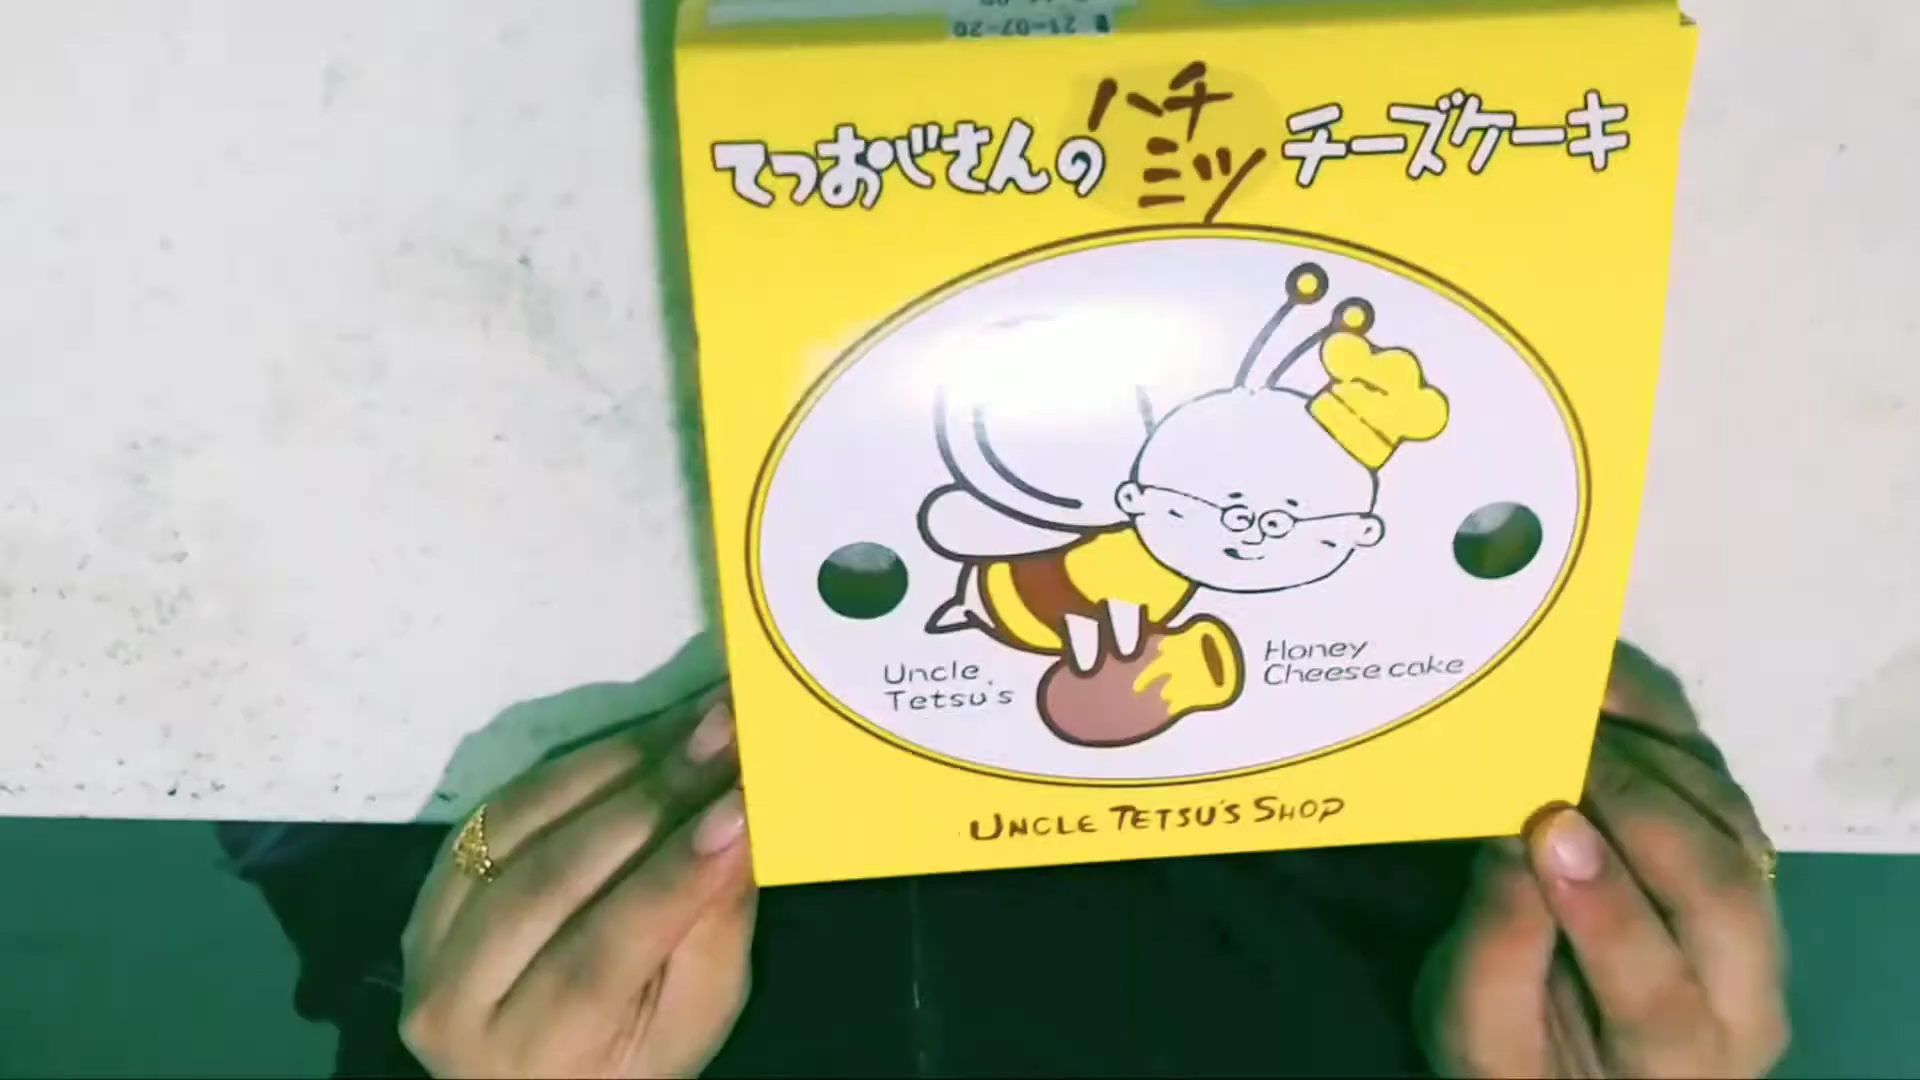 てつおじさんの
ハチ
ミツ
チーズケーキ
Uncle
Tetsu's
Honey
Cheese cake
UNCLE TETSU'S SHOP